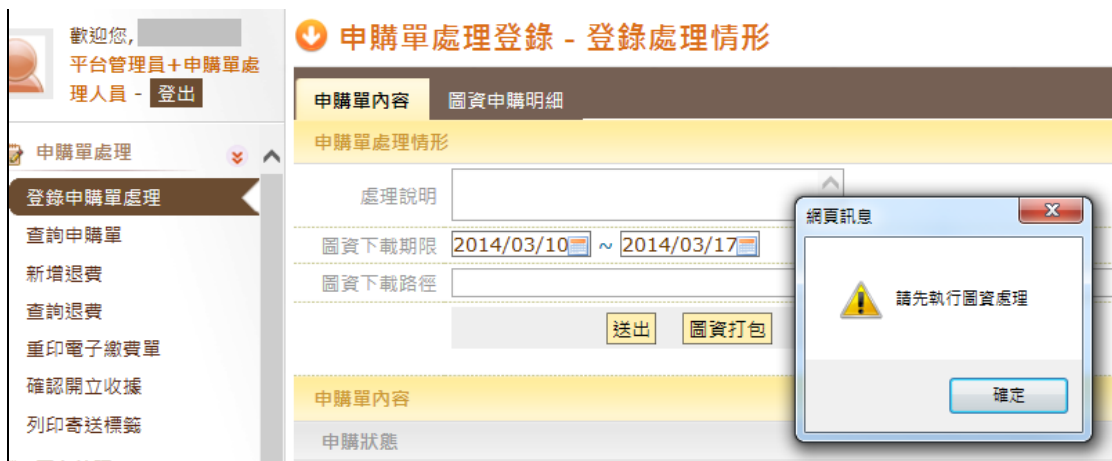 歡迎您,
平台管理員+申購單處
理人員 - 登出
申購單處理
登錄申購單處理
查詢申購單
新增退費
查詢退費
重印電子繳費單
確認開立收據
列印寄送標籤
申購單處理登錄 - 登錄處理情形
申購單內容 圖資申購明細
申購單處理情形
處理說明
圖資下載期限 2014/03/10 ~ 2014/03/17
圖資下載路徑
送出 圖資打包
申購單內容
申購狀態
網頁訊息
請先執行圖資處理
確定